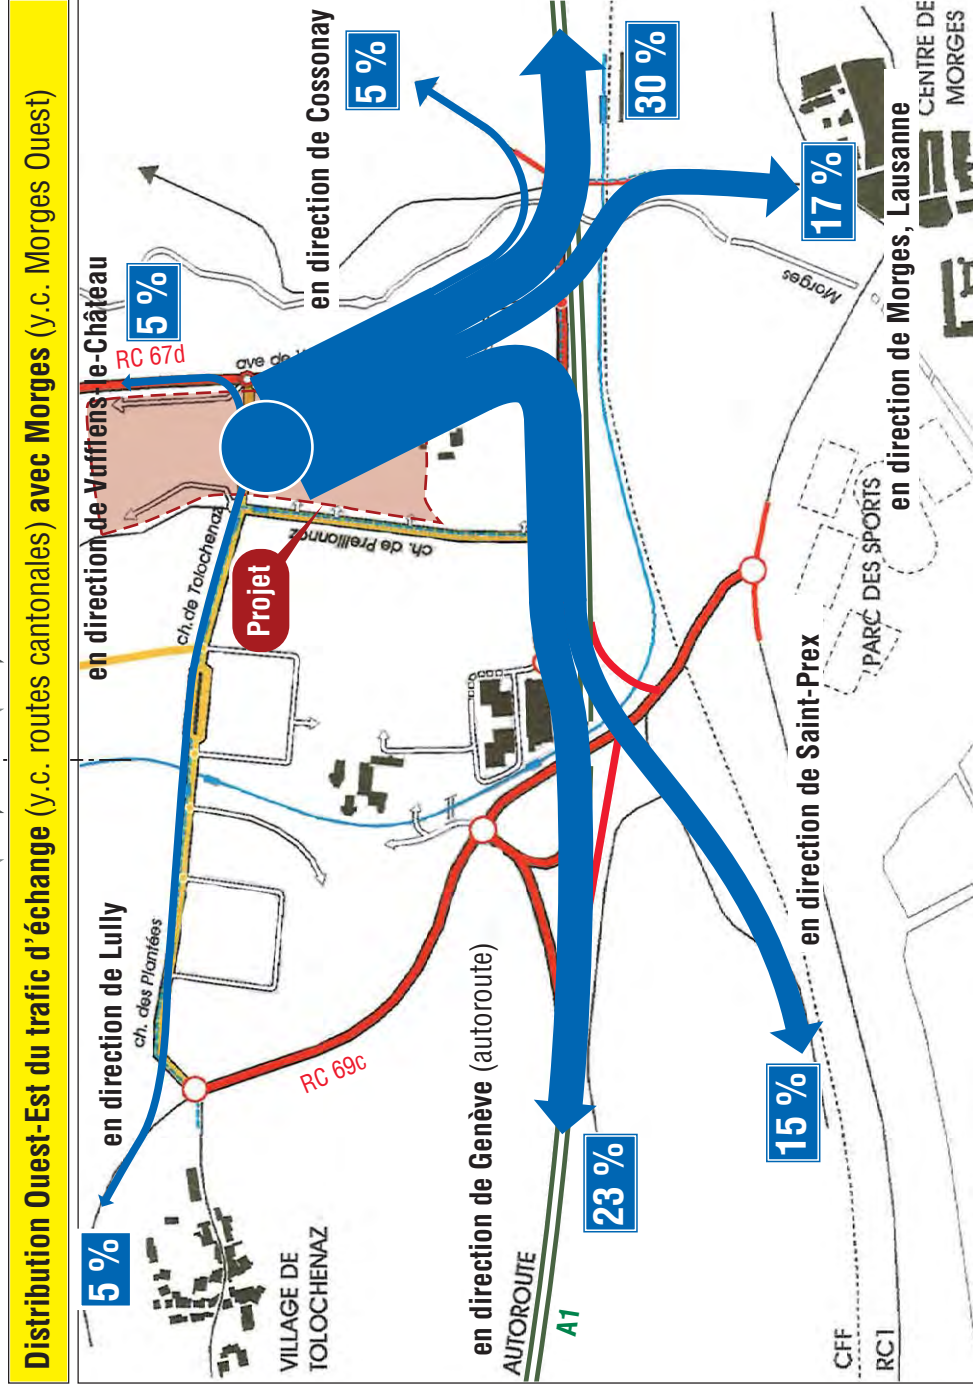 Distribution Ouest-Est du trafic d'échange (y.c. routes cantonales) avec Morges (y.c. Morges Ouest)
5 %
en direction de Lully
ch. des Plantées
en direction de Vufflens-le-Château
ch. de Tolochenaz
RC 67d
5 %
ave de
en direction de Cossonay
5 %
Projet
ch. de Prellionnaz
30 %
VILLAGE DE
TOLOCHENAZ
RC 69c
en direction de Genève (autoroute)
AUTOROUTE
A1
23 %
17 %
Morges
15 %
en direction de Saint-Prex
PARC DES SPORTS
en direction de Morges, Lausanne
CENTRE DE
MORGES
CFF
RC1